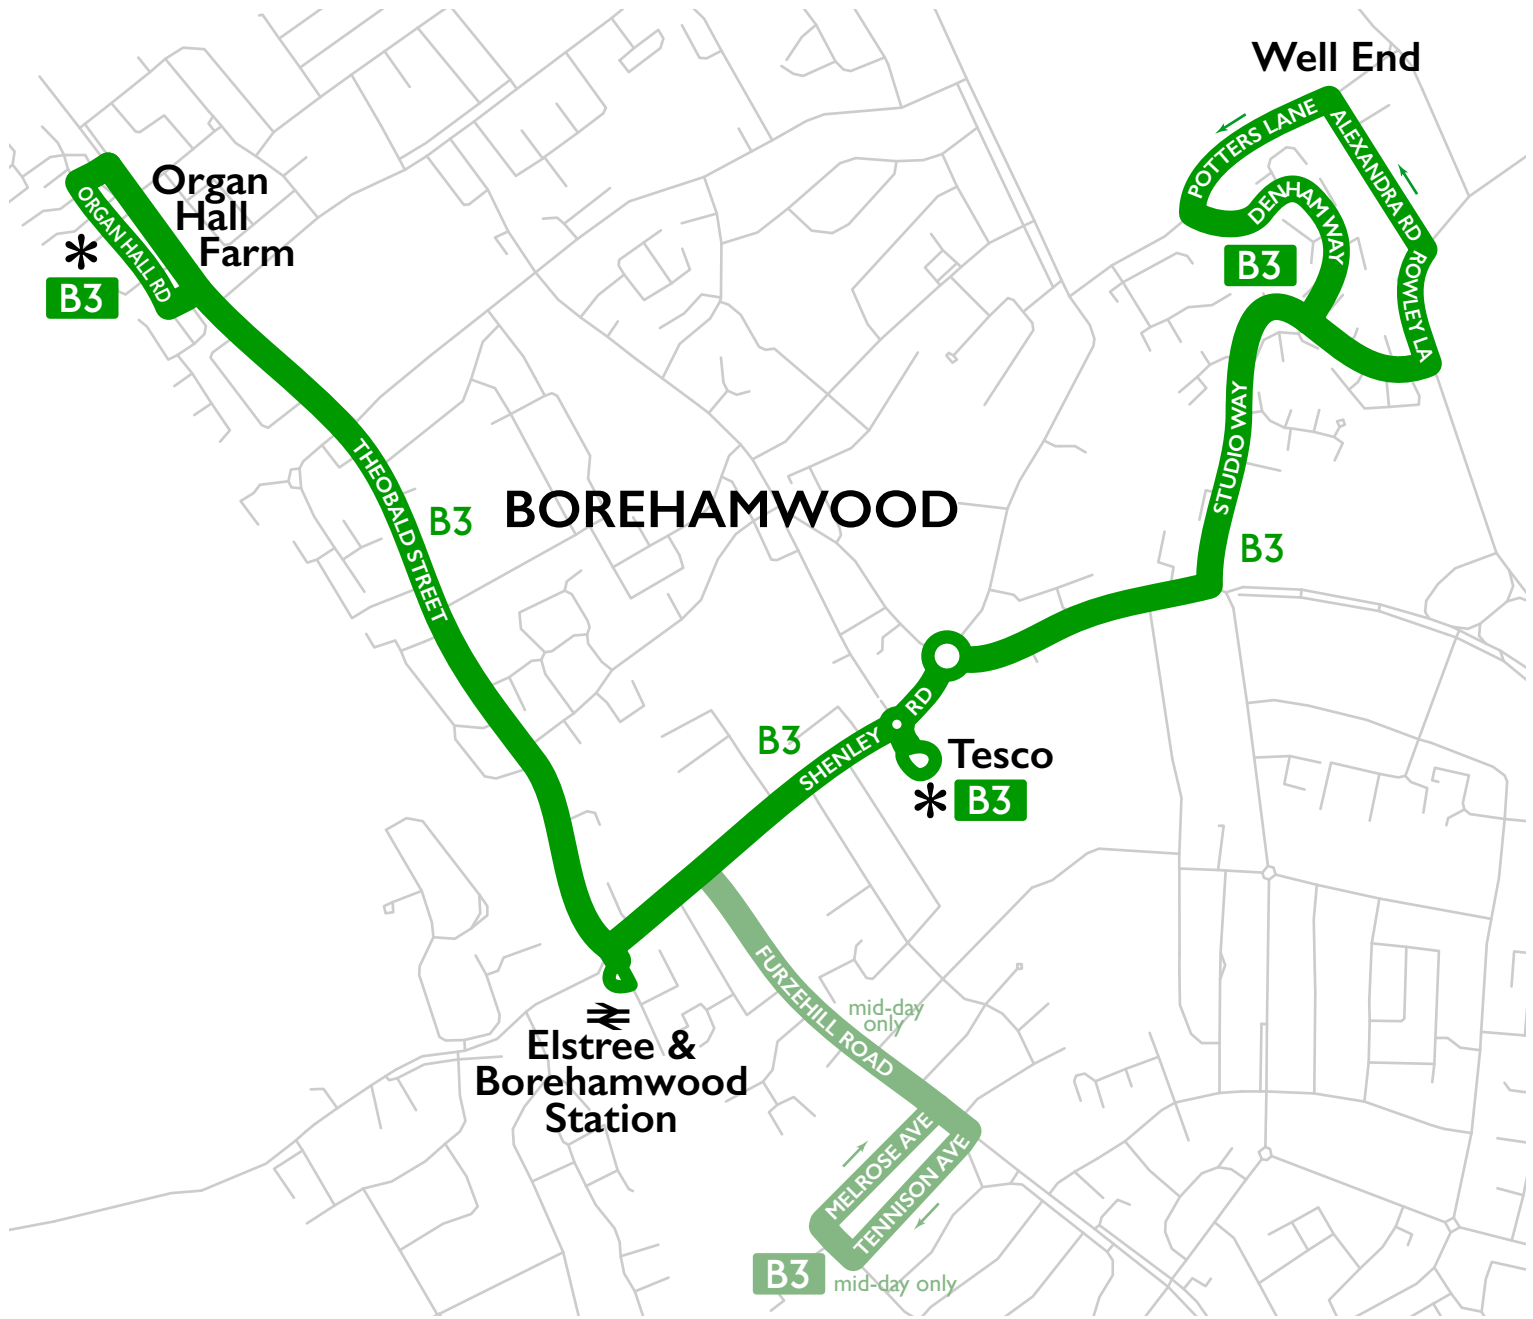 Well End
POTTERS LANE
ALEXANDRA RD
DENHAM WAY
ROWLEY LA
B3
Organ
Hall
Farm
ORGAN HALL RD
*
B3
STUDIO WAY
THEOBALD STREET
B3
BOREHAMWOOD
B3
SHENLEY RD
B3
Tesco
* B3
FURZEHILL ROAD
mid-day
only
Elstree &
Borehamwood
Station
MELROSE AVE
TENNISON AVE
B3
mid-day only